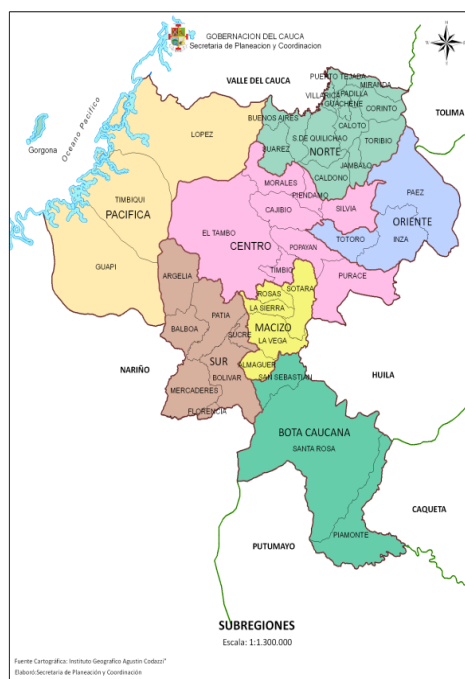 GOBERNACION DEL CAUCA
Secretaria de Planeacion y Coordinacion
VALLE DEL CAUCA
TOLIMA
Oceano Pacifico
Gorgona
LOPEZ
PUERTO TEJADA
MIRANDA
VILLARICA
PADILLA
GUACHENE
CORINTO
BUENOS AIRES
CALOTO
S.DE QUILICHAO
TORIBIO
SUAREZ
NORTE
JAMBALO
CALDONO
MORALES
PIENDAMO
SILVIA
PAEZ
TIMBIQUI
PACIFICA
CAJIBIO
ORIENTE
EL TAMBO
CENTRO
POPAYAN
TOTORO
INZA
GUAPI
TIMBIO
PURACE
ARGELIA
SOTARA
ROSAS
LA SIERRA
PATIA
BALBOA
SUCRE
MACIZO
LA VEGA
NARIÑO
SUR
ALMAGUER
HUILA
BOLIVAR
SAN SEBASTIAN
MERCADERES
FLORENCIA
BOTA CAUCANA
SANTA ROSA
CAQUETA
PIAMONTE
PUTUMAYO
SUBREGIONES
Escala: 1:1.300.000
Fuente Cartográfica: Instituto Geografico Agustin Codazzi"
Elaboró:Secretaria de Planeación y Coordinación